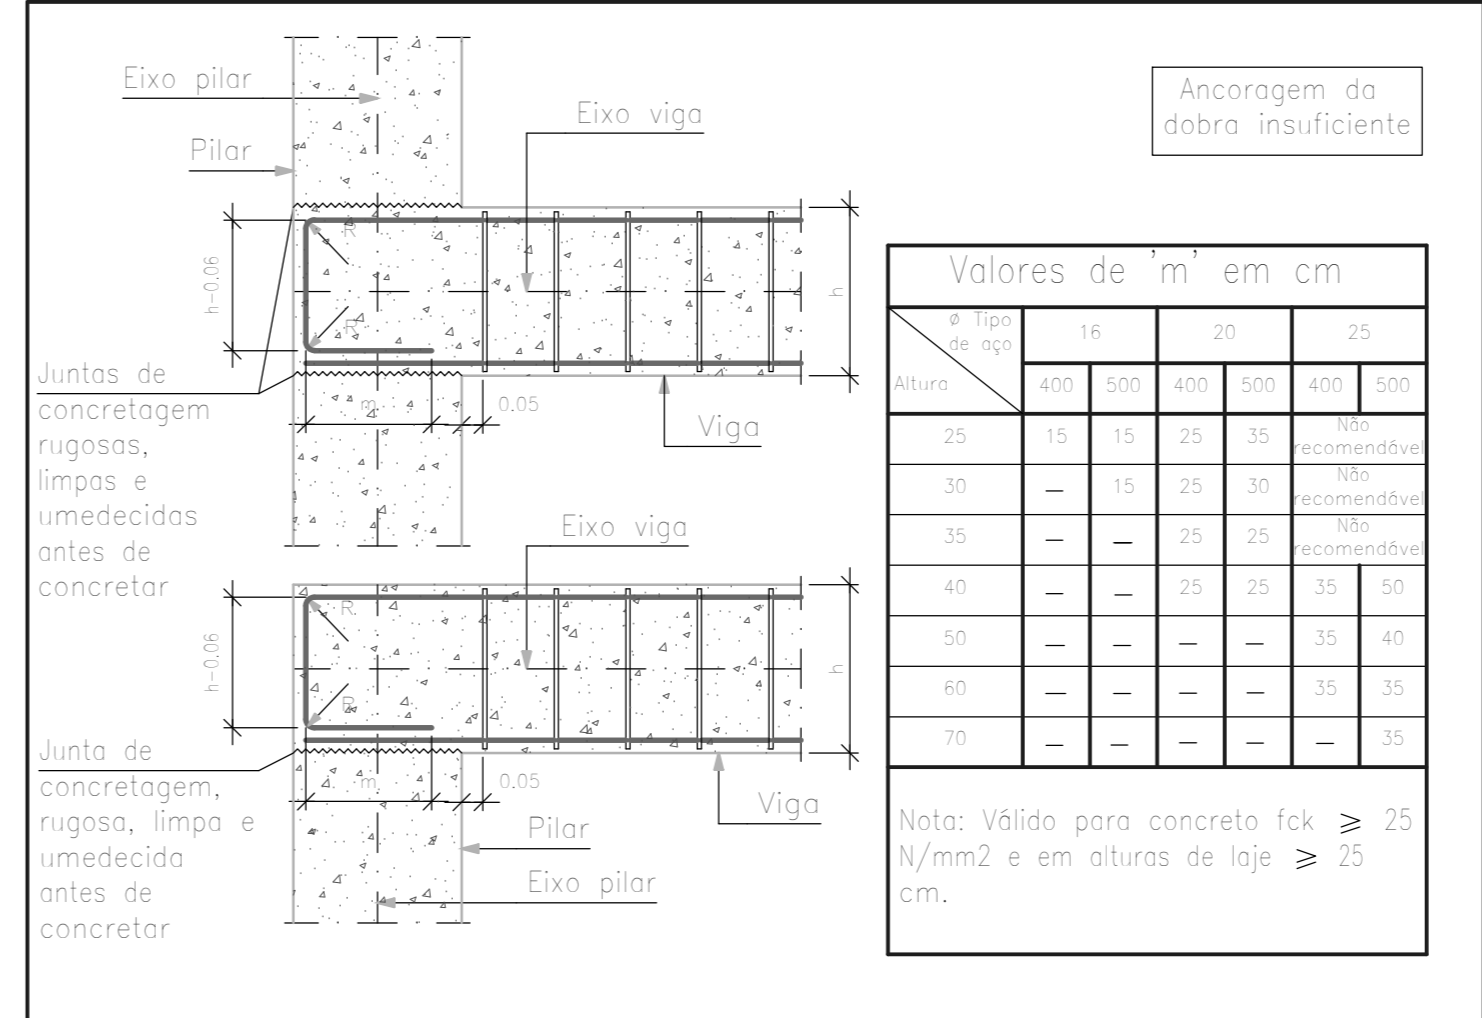 Eixo pilar
Pilar
Eixo viga
Ancoragem da
dobra insuficiente
R
R
h-0.06
h
m
0.05
Viga
Juntas de
concretagem
rugosas,
limpas e
umedecidas
antes de
concretar
Eixo viga
R
R
h-0.06
h
m
0.05
Viga
Pilar
Eixo pilar
Junta de
concretagem,
rugosa, limpa e
umedecida
antes de
concretar
Valores de 'm' em cm
ø Tipo
de aço
Altura
16 20 25
400 500 400 500 400 500
25 15 15 25 35 Não
recomendável
30 — 15 25 30 Não
recomendável
35 — — 25 25 Não
recomendável
40 — — 25 25 35 50
50 — — — — 35 40
60 — — — — 35 35
70 — — — — — 35
Nota: Válido para concreto fck ⩾ 25
N/mm2 e em alturas de laje ⩾ 25
cm.